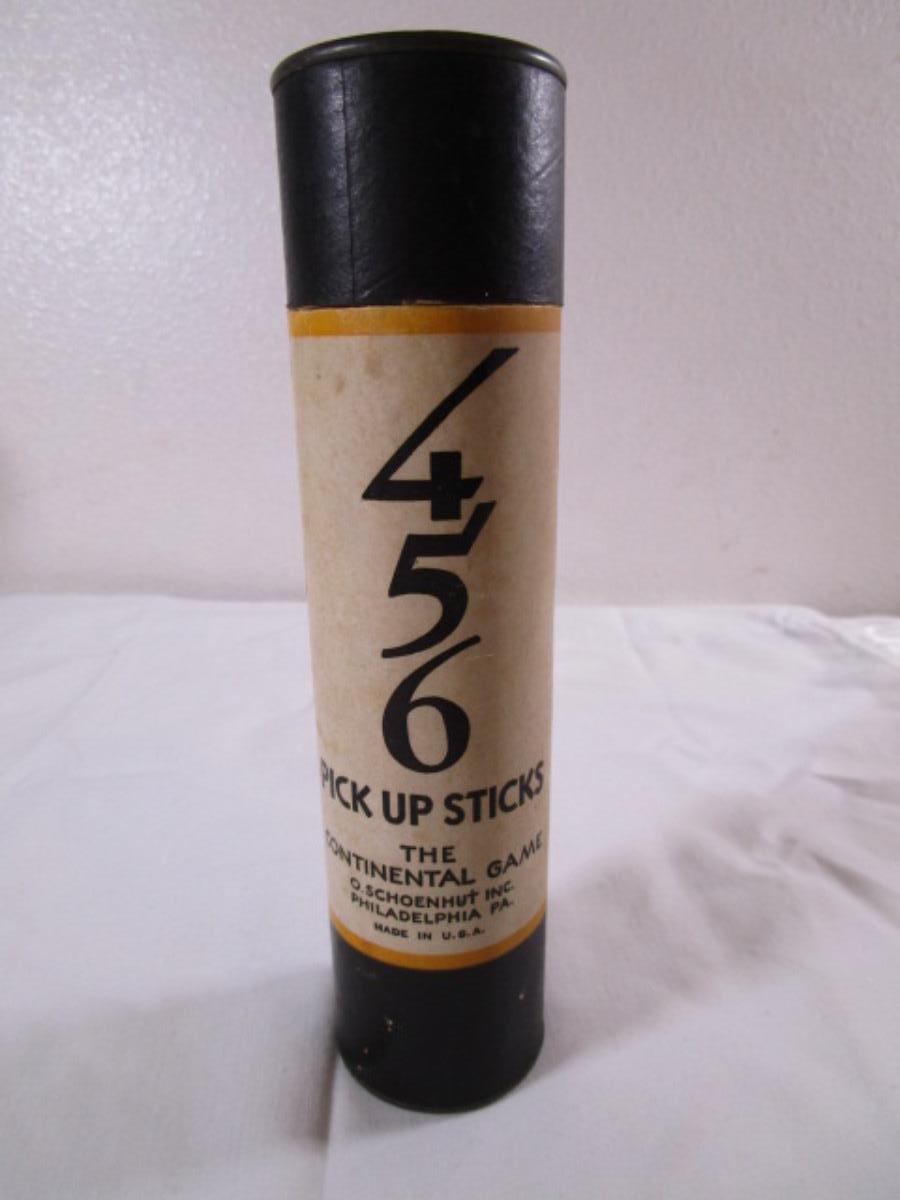 4
5
6
PICK UP STICKS
THE
CONTINENTAL GAME
O. SCHOENHUT INC.
PHILADELPHIA PA.
MADE IN U.S.A.